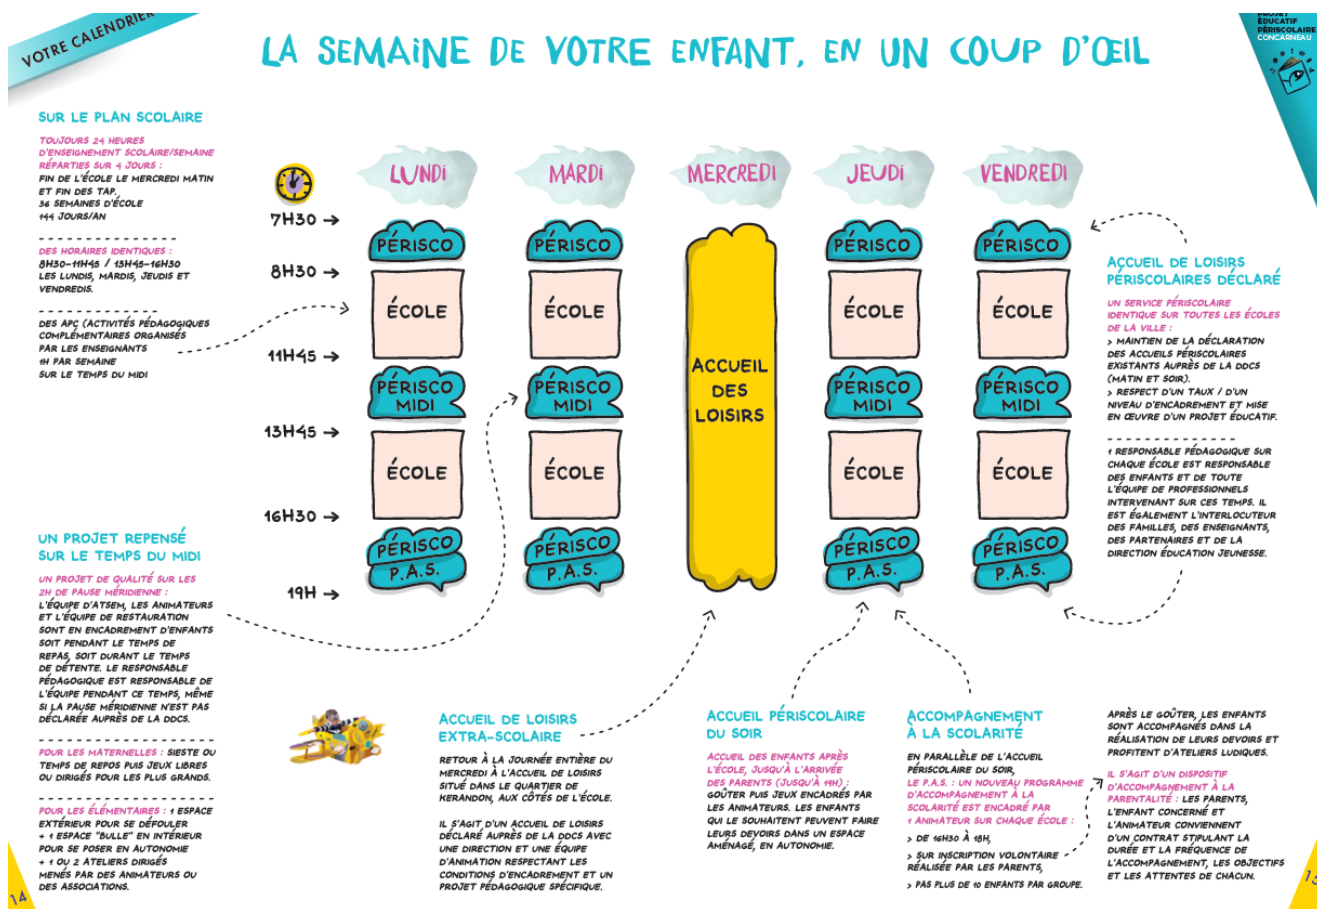 VOTRE CALENDRIER
LA SEMAINE DE VOTRE ENFANT, EN UN COUP D'ŒIL
PROJET
ÉDUCATIF
PÉRISCOLAIRE
CONCARNEAU
SUR LE PLAN SCOLAIRE
TOUJOURS 24 HEURES
D'ENSEIGNEMENT SCOLAIRE/SEMAINE
RÉPARTIES SUR 4 JOURS :
FIN DE L'ÉCOLE LE MERCREDI MATIN
ET FIN DES TAP.
36 SEMAINES D'ÉCOLE
144 JOURS/AN
DES HORAIRES IDENTIQUES :
8H30-11H45 / 13H45-16H30
LES LUNDIS, MARDIS, JEUDIS ET
VENDREDIS.
DES APC (ACTIVITÉS PÉDAGOGIQUES
COMPLÉMENTAIRES ORGANISÉS
PAR LES ENSEIGNANTS
1H PAR SEMAINE
SUR LE TEMPS DU MIDI
UN PROJET REPENSÉ
SUR LE TEMPS DU MIDI
UN PROJET DE QUALITÉ SUR LES
2H DE PAUSE MÉRIDIENNE :
L'ÉQUIPE D'ATSEM, LES ANIMATEURS
ET L'ÉQUIPE DE RESTAURATION
SONT EN ENCADREMENT D'ENFANTS
SOIT PENDANT LE TEMPS DE
REPAS, SOIT DURANT LE TEMPS
DE DÉTENTE. LE RESPONSABLE
PÉDAGOGIQUE EST RESPONSABLE DE
L'ÉQUIPE PENDANT CE TEMPS, MÊME
SI LA PAUSE MÉRIDIENNE N'EST PAS
DÉCLARÉE AUPRÈS DE LA DDCS.
POUR LES MATERNELLES : SIESTE OU
TEMPS DE REPOS PUIS JEUX LIBRES
OU DIRIGÉS POUR LES PLUS GRANDS.
POUR LES ÉLÉMENTAIRES : 1 ESPACE
EXTÉRIEUR POUR SE DÉFOULER
+ 1 ESPACE "BULLE" EN INTÉRIEUR
POUR SE POSER EN AUTONOMIE
+ 1 OU 2 ATELIERS DIRIGÉS
MENÉS PAR DES ANIMATEURS OU
DES ASSOCIATIONS.
14
LUNDI MARDI MERCREDI JEUDI VENDREDI
7H30 →
PÉRISCO PÉRISCO PÉRISCO PÉRISCO
8H30 →
ÉCOLE ÉCOLE ÉCOLE ÉCOLE
11H45 →
PÉRISCO MIDI PÉRISCO MIDI PÉRISCO MIDI PÉRISCO MIDI
ACCUEIL
DES
LOISIRS
13H45 →
ÉCOLE ÉCOLE ÉCOLE ÉCOLE
16H30 →
PÉRISCO PÉRISCO PÉRISCO PÉRISCO
P.A.S. P.A.S. P.A.S. P.A.S.
19H →
ACCUEIL DE LOISIRS
PÉRISCOLAIRES DÉCLARÉ
UN SERVICE PÉRISCOLAIRE
IDENTIQUE SUR TOUTES LES ÉCOLES
DE LA VILLE :
> MAINTIEN DE LA DÉCLARATION
DES ACCUEILS PÉRISCOLAIRES
EXISTANTS AUPRÈS DE LA DDCS
(MATIN ET SOIR).
> RESPECT D'UN TAUX / D'UN
NIVEAU D'ENCADREMENT ET MISE
EN ŒUVRE D'UN PROJET ÉDUCATIF.
1 RESPONSABLE PÉDAGOGIQUE SUR
CHAQUE ÉCOLE EST RESPONSABLE
DES ENFANTS ET DE TOUTE
L'ÉQUIPE DE PROFESSIONNELS
INTERVENANT SUR CES TEMPS. IL
EST ÉGALEMENT L'INTERLOCUTEUR
DES FAMILLES, DES ENSEIGNANTS,
DES PARTENAIRES ET DE LA
DIRECTION ÉDUCATION JEUNESSE.
ACCUEIL DE LOISIRS
EXTRA-SCOLAIRE
RETOUR À LA JOURNÉE ENTIÈRE DU
MERCREDI À L'ACCUEIL DE LOISIRS
SITUÉ DANS LE QUARTIER DE
KERANDON, AUX CÔTÉS DE L'ÉCOLE.
IL S'AGIT D'UN ACCUEIL DE LOISIRS
DÉCLARÉ AUPRÈS DE LA DDCS AVEC
UNE DIRECTION ET UNE ÉQUIPE
D'ANIMATION RESPECTANT LES
CONDITIONS D'ENCADREMENT ET UN
PROJET PÉDAGOGIQUE SPÉCIFIQUE.
ACCUEIL PÉRISCOLAIRE
DU SOIR
ACCUEIL DES ENFANTS APRÈS
L'ÉCOLE, JUSQU'À L'ARRIVÉE
DES PARENTS (JUSQU'À 19H) :
GOÛTER PUIS JEUX ENCADRÉS PAR
LES ANIMATEURS. LES ENFANTS
QUI LE SOUHAITENT PEUVENT FAIRE
LEURS DEVOIRS DANS UN ESPACE
AMÉNAGÉ, EN AUTONOMIE.
ACCOMPAGNEMENT
À LA SCOLARITÉ
EN PARALLÈLE DE L'ACCUEIL
PÉRISCOLAIRE DU SOIR,
LE P.A.S. : UN NOUVEAU PROGRAMME
D'ACCOMPAGNEMENT À LA
SCOLARITÉ EST ENCADRÉ PAR
1 ANIMATEUR SUR CHAQUE ÉCOLE :
> DE 16H30 À 18H,
> SUR INSCRIPTION VOLONTAIRE
RÉALISÉE PAR LES PARENTS,
> PAS PLUS DE 10 ENFANTS PAR GROUPE.
APRÈS LE GOÛTER, LES ENFANTS
SONT ACCOMPAGNÉS DANS LA
RÉALISATION DE LEURS DEVOIRS ET
PROFITENT D'ATELIERS LUDIQUES.
IL S'AGIT D'UN DISPOSITIF
D'ACCOMPAGNEMENT À LA
PARENTALITÉ : LES PARENTS,
L'ENFANT CONCERNÉ ET
L'ANIMATEUR CONVIENNENT
D'UN CONTRAT STIPULANT LA
DURÉE ET LA FRÉQUENCE DE
L'ACCOMPAGNEMENT, LES OBJECTIFS
ET LES ATTENTES DE CHACUN.
15